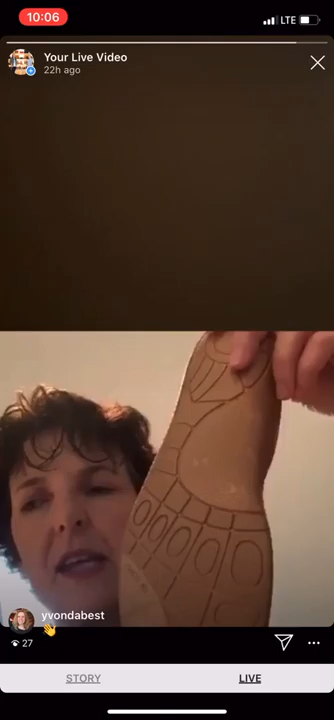 10:06
LTE
Your Live Video
22h ago
yvondabest
👋
27
STORY
LIVE